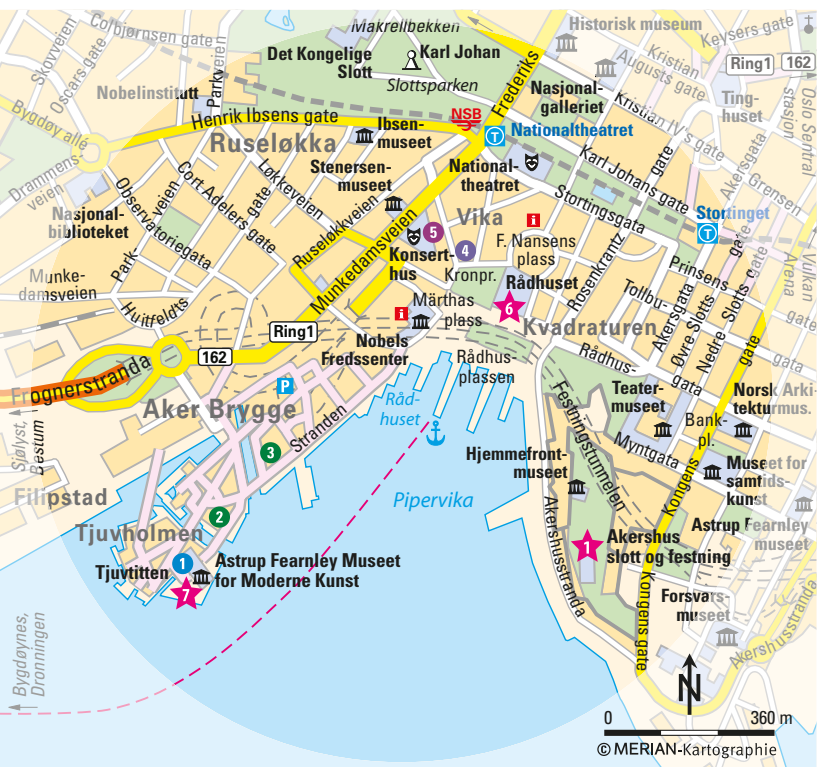 Makrellbekken
Historisk museum
Colbjørnsen gate
Skovveien
Oscars gate
Parkveien
Det Kongelige
Slott
Karl Johan
Slottsparken
Frederiks
Kristian
Augusts gate
Keysers gate
Ring1
162
Nobelinstitutt
Nasjonal-
galleriet
Ting-
huset
Oslo Sentral
stasjon
Bygdøy alle
Henrik Ibsens gate
NSB
T
Nationaltheatret
Kristian IV's gate
Ruseløkka
Ibsen-
museet
Stenersen-
museet
National-
theatret
Karl Johans gate
Akersgata
Grensen
Drammens-
veien
Løkkeveien
Cort Adelers gate
Observatoriegata
Park-
veien
Nasjonal-
biblioteket
Ruseløkkveien
Munkedamsveien
Vika
Stortingsgata
Stortinget
T
5
4
Konsert-
hus
i
F. Nansens
plass
Rosenkrantz
gate
Prinsens
gate
Munke-
damsveien
Huitfeldts
Kronpr.
Märthas
plass
Rådhuset
6
Tollbu-
Akersgata
Øvre Slotts
Nedre Slotts gate
Vulkan
Arena
Ring1
162
i
Nobels
Fredssenter
Kvadraturen
Rådhus-
plassen
Rådhus-
gata
gate
Frognerstranda
P
Aker Brygge
Stranden
Råd-
huset
Festningstunnelen
Teater-
museet
Norsk Arki-
tekturmus.
Bank-
pl.
Myntgata
Sjølyst,
Bestum
3
Hjemmefront-
museet
Museet for
samtids-
kunst
Kongens
Filipstad
Pipervika
2
Tjuvholmen
Akershusstranda
1
Akershus
slott og festning
Astrup Fearnley
museet
Tjuvtitten
1
7
Astrup Fearnley Museet
for Moderne Kunst
Forsvars-
museet
Kongens gate
Akershusstranda
Bygdøynes,
Dronningen
N
0
360 m
© MERIAN-Kartographie